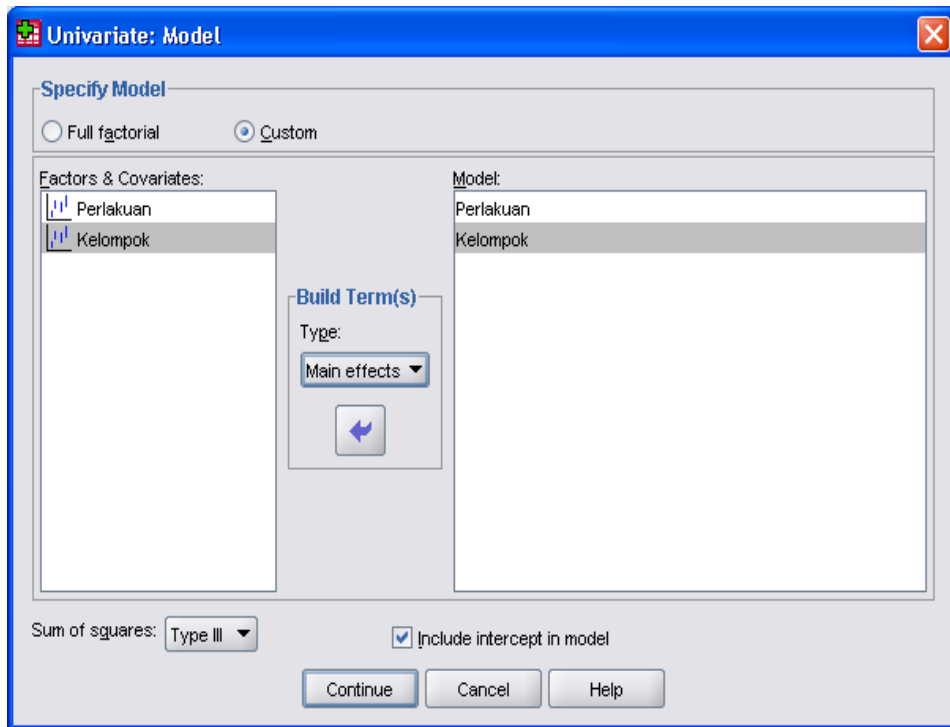 Univariate: Model
Specify Model
Full factorial
Custom
Factors & Covariates:
Perlakuan
Kelompok
Build Term(s)
Type:
Main effects
Model:
Perlakuan
Kelompok
Sum of squares:
Type III
Include intercept in model
Continue
Cancel
Help